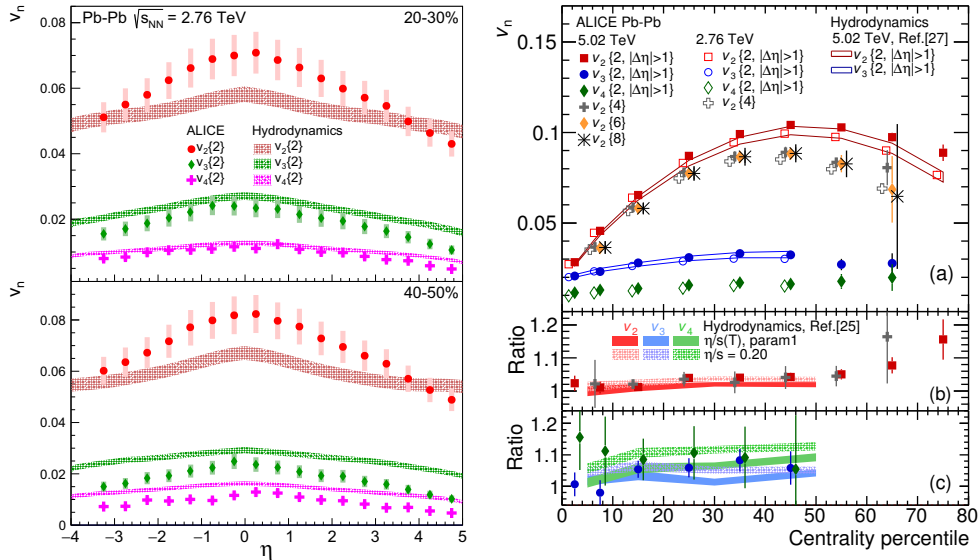 Pb-Pb √sNN = 2.76 TeV
20-30%
vn
0.08
0.06
0.04
0.02
0
ALICE Hydrodynamics
v2{2} v2{2}
v3{2} v3{2}
v4{2} v4{2}
40-50%
vn
0.08
0.06
0.04
0.02
0
−4 −3 −2 −1 0 1 2 3 4 5
η
vn
0.15
0.10
0.05
ALICE Pb-Pb
5.02 TeV
v2{2, |Δη|>1}
v3{2, |Δη|>1}
v4{2, |Δη|>1}
v2{4}
v2{6}
v2{8}
2.76 TeV
v2{2, |Δη|>1}
v3{2, |Δη|>1}
v4{2, |Δη|>1}
v2{4}
Hydrodynamics
5.02 TeV, Ref.[27]
v2{2, |Δη|>1}
v3{2, |Δη|>1}
(a)
Ratio
1.2
1.1
1
v2 v3 v4 Hydrodynamics, Ref.[25]
η/s(T), param1
η/s = 0.20
(b)
Ratio
1.2
1.1
1
(c)
0 10 20 30 40 50 60 70 80
Centrality percentile